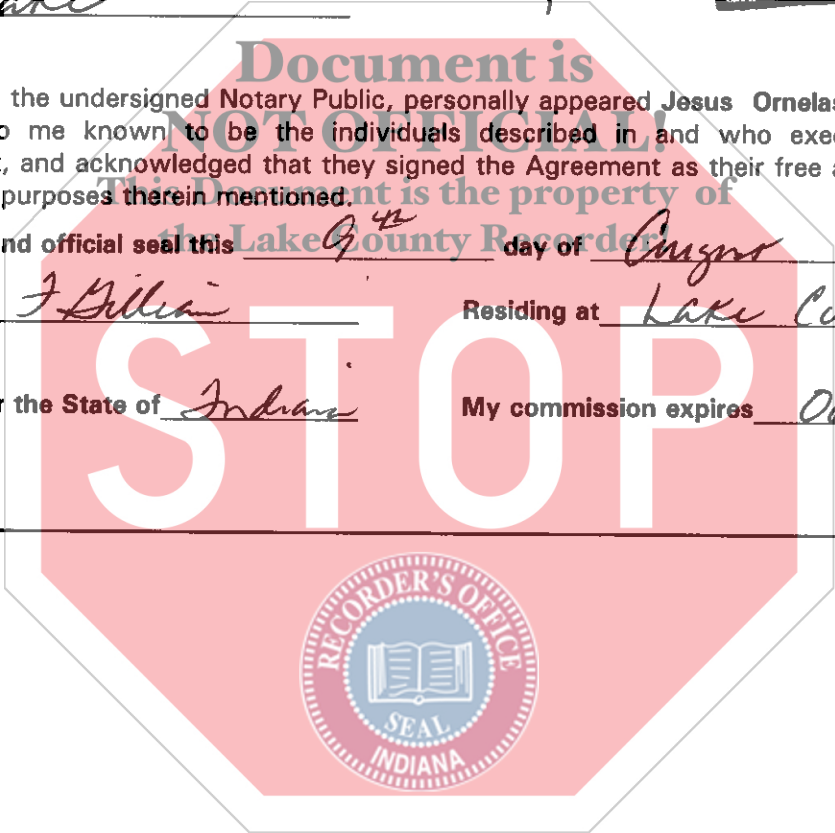 Document is
the undersigned Notary Public, personally appeared Jesus Ornelas
NOT OFFICIAL!
o me known to be the individuals described in and who exec
, and acknowledged that they signed the Agreement as their free a
This Document is the property of
purposes therein mentioned.
nd official seal this 9th day of
the Lake County Recorder!
F Gillian Residing at Lake Co
STOP
r the State of Indiana My commission expires
RECORDER'S OFFICE
SEAL
INDIANA